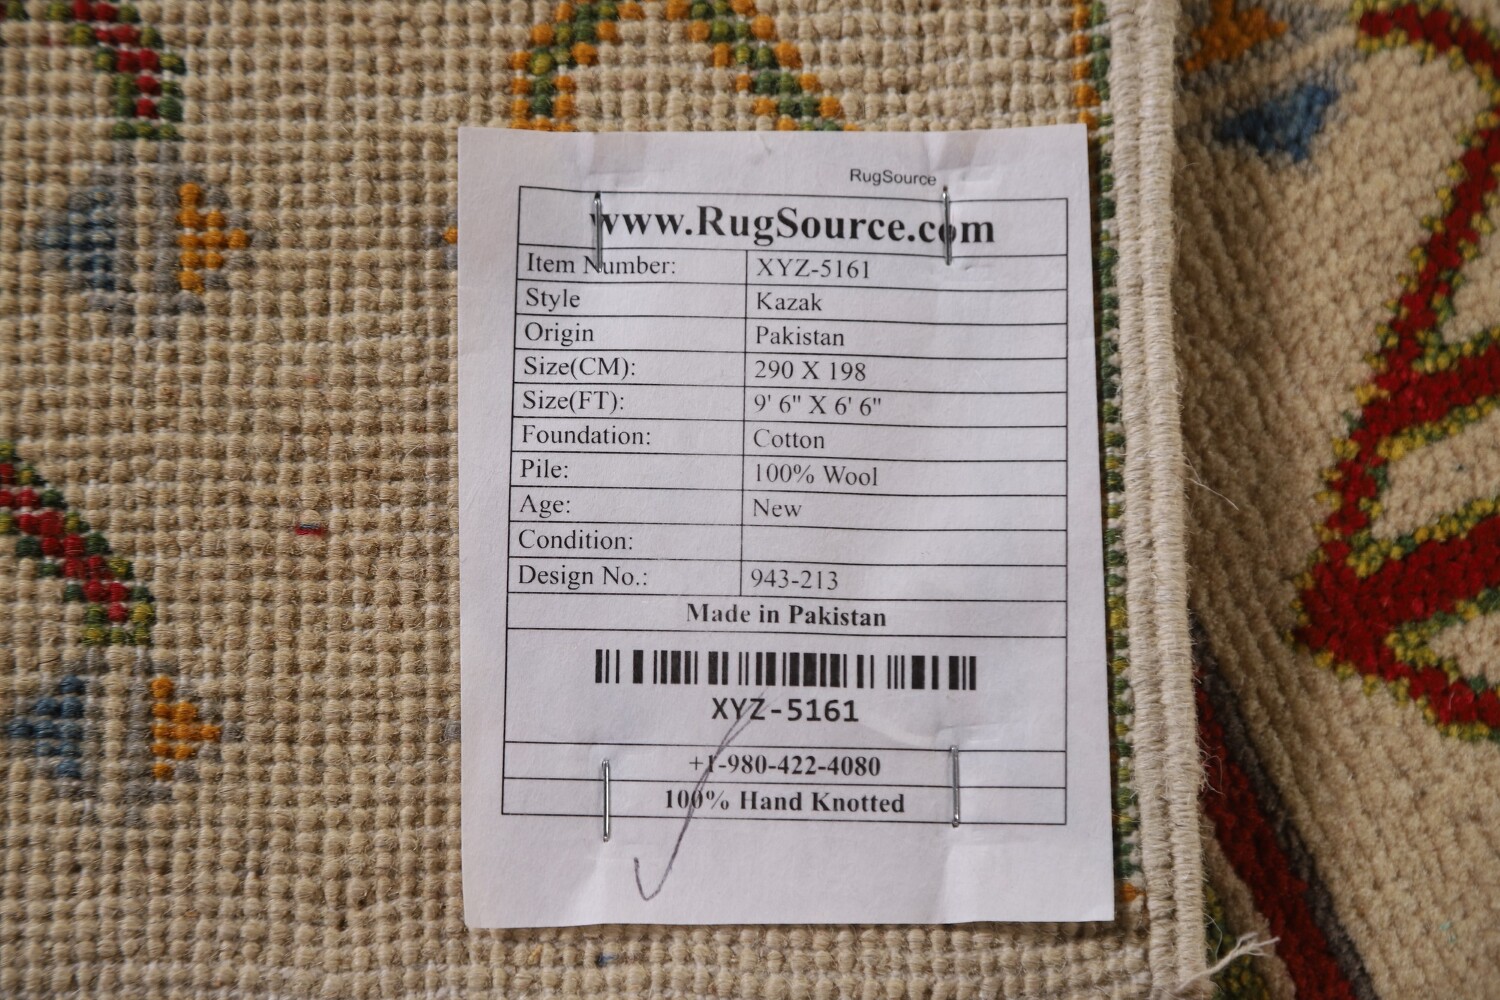 RugSource
www.RugSource.com
Item Number: XYZ-5161
Style Kazak
Origin Pakistan
Size(CM): 290 X 198
Size(FT): 9' 6" X 6' 6"
Foundation: Cotton
Pile: 100% Wool
Age: New
Condition:
Design No.: 943-213
Made in Pakistan
XYZ-5161
+1-980-422-4080
100% Hand Knotted